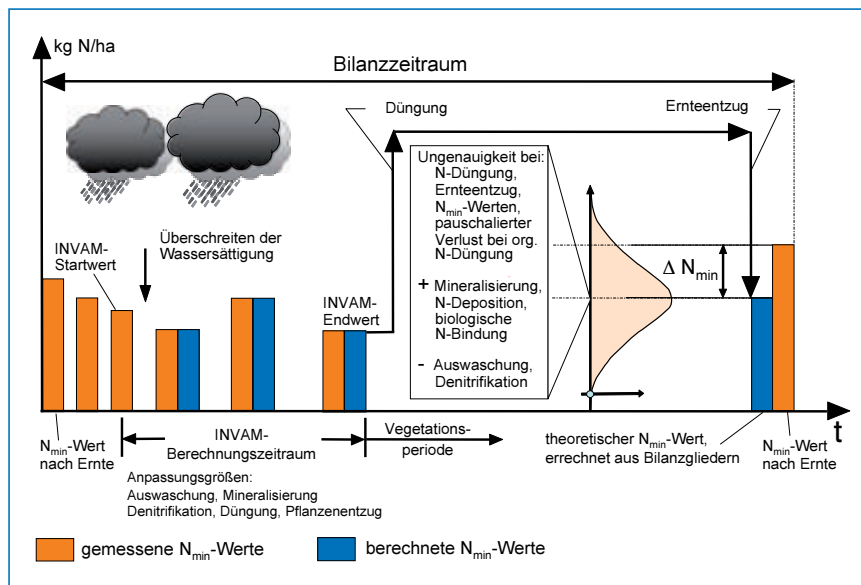 kg N/ha
Bilanzzeitraum
Düngung
Ernteentzug
Ungenauigkeit bei:
N-Düngung,
Ernteentzug,
Nmin-Werten,
pauschalierter
Verlust bei org.
N-Düngung
+ Mineralisierung,
N-Deposition,
biologische
N-Bindung
- Auswaschung,
Denitrifikation
INVAM-
Startwert
Überschreiten der
Wassersättigung
INVAM-
Endwert
Δ Nmin
t
Nmin-Wert
nach Ernte
INVAM-
Berechnungszeitraum
Vegetations-
periode
theoretischer Nmin-Wert,
errechnet aus Bilanzgliedern
Nmin-Wert
nach Ernte
Anpassungsgrößen:
Auswaschung, Mineralisierung
Denitrifikation, Düngung, Pflanzenentzug
gemessene Nmin-Werte
berechnete Nmin-Werte